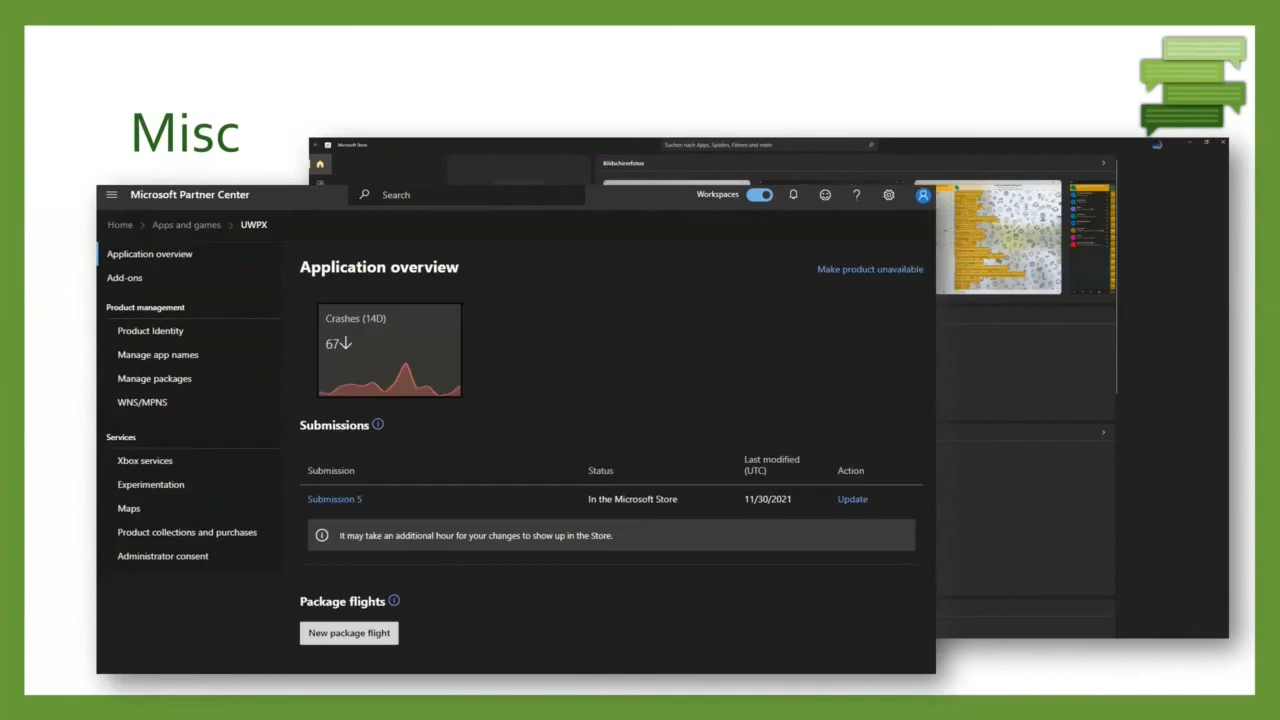 Misc
Microsoft Store
Suchen nach Apps, Spielen, Filmen und mehr
Bildschirmfotos
Microsoft Partner Center
Search
Workspaces
Home > Apps and games > UWPX
Application overview
Add-ons
Product management
Product Identity
Manage app names
Manage packages
WNS/MPNS
Services
Xbox services
Experimentation
Maps
Product collections and purchases
Administrator consent
Application overview
Make product unavailable
Crashes (14D)
67↓
Submissions
Submission Status Last modified (UTC) Action
Submission 5 In the Microsoft Store 11/30/2021 Update
It may take an additional hour for your changes to show up in the Store.
Package flights
New package flight